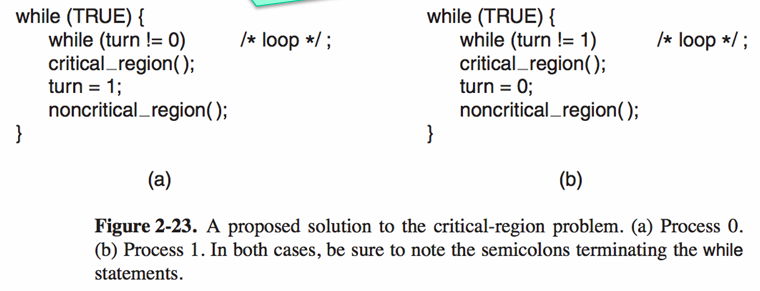 while (TRUE) {
while (turn != 0) /* loop */ ;
critical_region( );
turn = 1;
noncritical_region( );
}
(a)
while (TRUE) {
while (turn != 1) /* loop */ ;
critical_region( );
turn = 0;
noncritical_region( );
}
(b)
Figure 2-23. A proposed solution to the critical-region problem. (a) Process 0.
(b) Process 1. In both cases, be sure to note the semicolons terminating the while
statements.